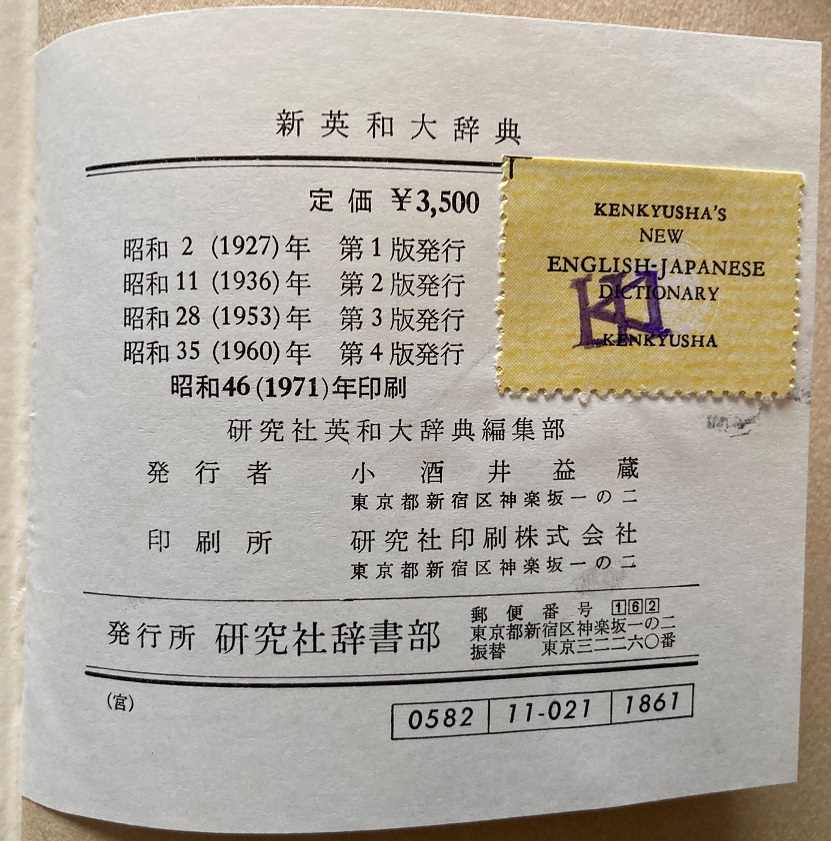 新英和大辞典
定価 ¥3,500
昭和 2 (1927)年 第1版発行
昭和11 (1936)年 第2版発行
昭和28 (1953)年 第3版発行
昭和35 (1960)年 第4版発行
昭和46(1971)年印刷
研究社英和大辞典編集部
発行者 小酒井益蔵
東京都新宿区神楽坂一の二
印刷所 研究社印刷株式会社
東京都新宿区神楽坂一の二
発行所 研究社辞書部
郵便番号 162
東京都新宿区神楽坂一の二
振替 東京三二二六〇番
(宮)
0582 11-021 1861
KENKYUSHA'S
NEW
ENGLISH-JAPANESE
DICTIONARY
KENKYUSHA